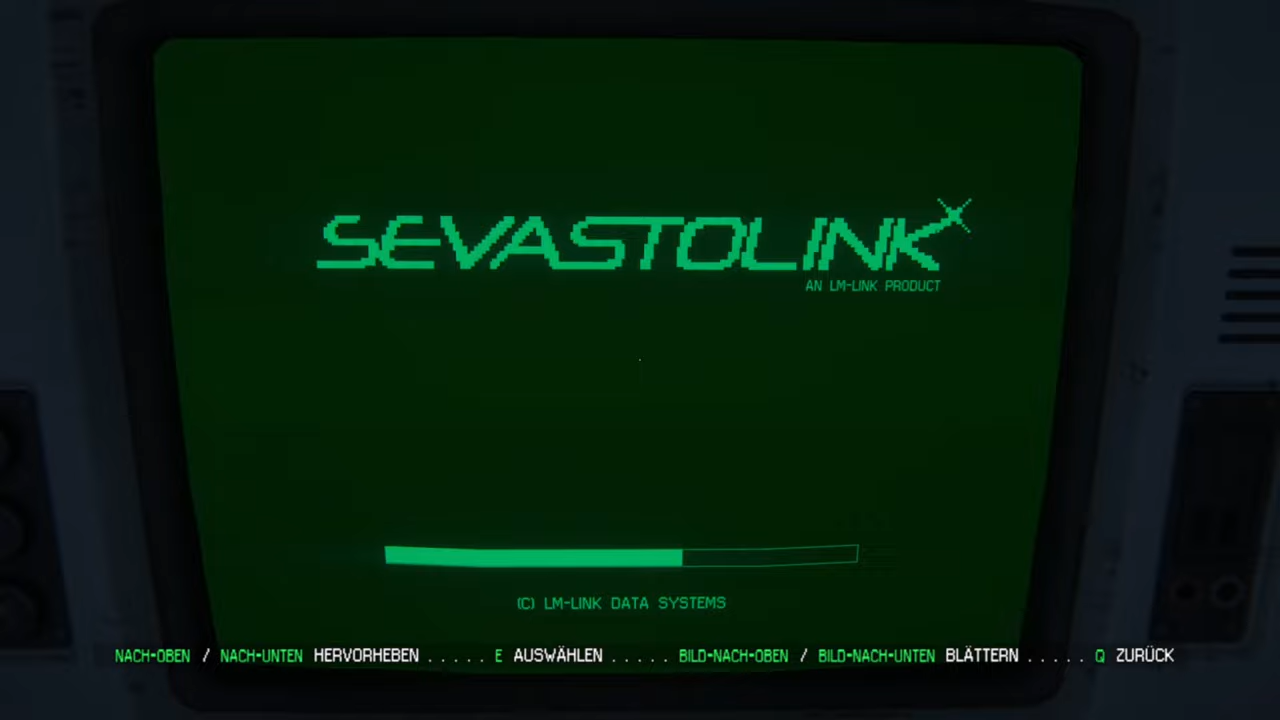 SEVASTOLINK
AN LM-LINK PRODUCT
(C) LM-LINK DATA SYSTEMS
NACH-OBEN / NACH-UNTEN HERVORHEBEN ..... E AUSWÄHLEN ..... BILD-NACH-OBEN / BILD-NACH-UNTEN BLÄTTERN ..... Q ZURÜCK